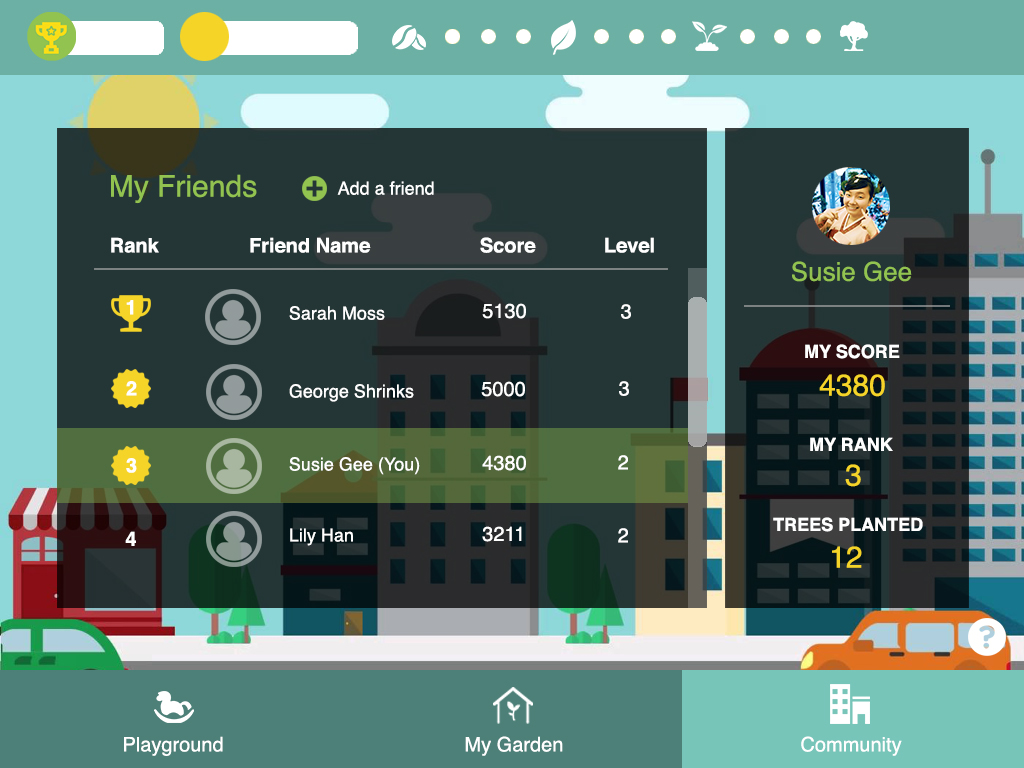 My Friends
Add a friend
Rank Friend Name Score Level
1 Sarah Moss 5130 3
2 George Shrinks 5000 3
3 Susie Gee (You) 4380 2
4 Lily Han 3211 2
Susie Gee
MY SCORE
4380
MY RANK
3
TREES PLANTED
12
?
Playground
My Garden
Community